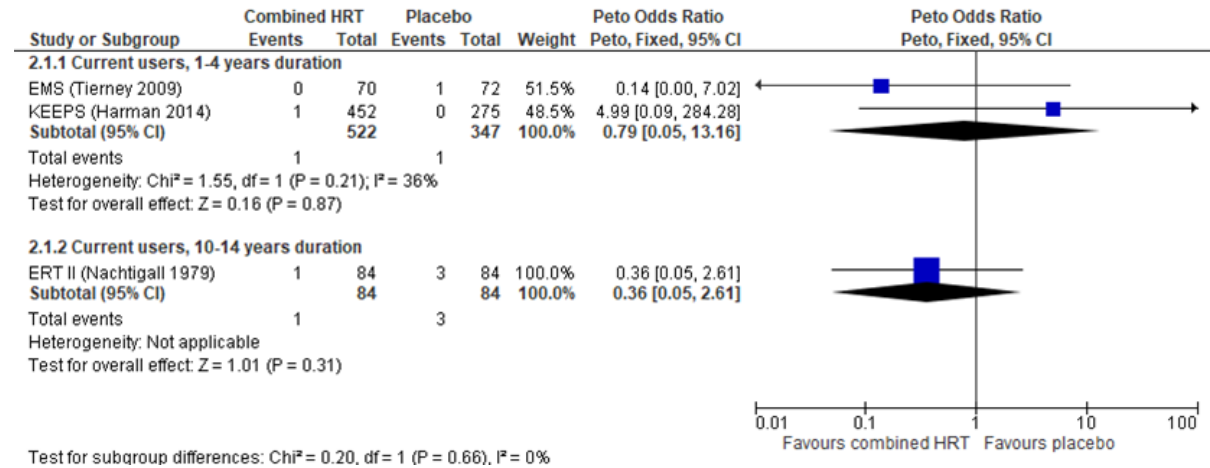 Combined HRT Placebo Peto Odds Ratio Peto Odds Ratio
Study or Subgroup Events Total Events Total Weight Peto, Fixed, 95% CI Peto, Fixed, 95% CI
2.1.1 Current users, 1-4 years duration
EMS (Tierney 2009) 0 70 1 72 51.5% 0.14 [0.00, 7.02]
KEEPS (Harman 2014) 1 452 0 275 48.5% 4.99 [0.09, 284.28]
Subtotal (95% CI) 522 347 100.0% 0.79 [0.05, 13.16]
Total events 1 1
Heterogeneity: Chi² = 1.55, df = 1 (P = 0.21); I² = 36%
Test for overall effect: Z = 0.16 (P = 0.87)
2.1.2 Current users, 10-14 years duration
ERT II (Nachtigall 1979) 1 84 3 84 100.0% 0.36 [0.05, 2.61]
Subtotal (95% CI) 84 84 100.0% 0.36 [0.05, 2.61]
Total events 1 3
Heterogeneity: Not applicable
Test for overall effect: Z = 1.01 (P = 0.31)
0.01 0.1 1 10 100
Favours combined HRT Favours placebo
Test for subgroup differences: Chi² = 0.20, df = 1 (P = 0.66), I² = 0%